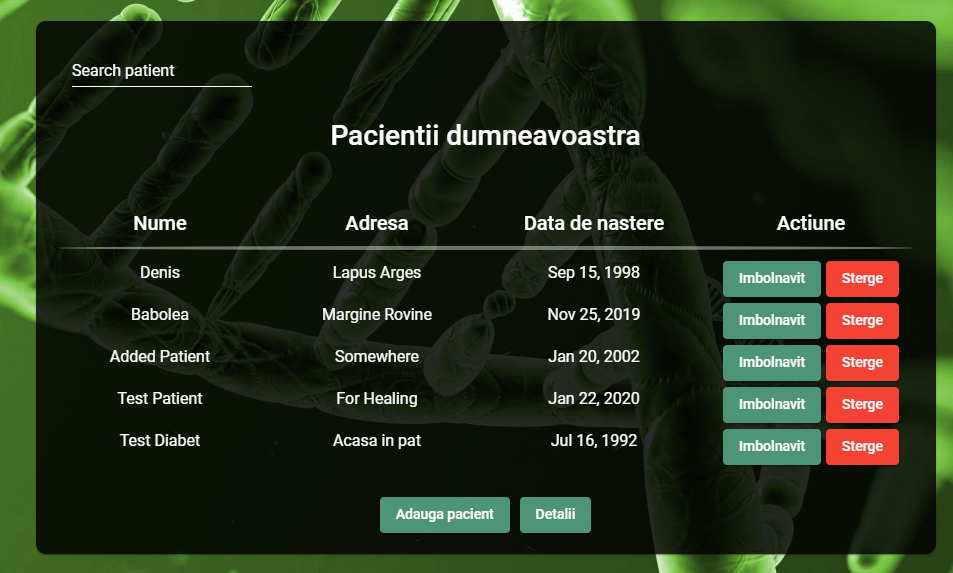 Search patient
Pacientii dumneavoastra
Nume Adresa Data de nastere Actiune
Denis Lapus Arges Sep 15, 1998 Imbolnavit Sterge
Babolea Margine Rovine Nov 25, 2019 Imbolnavit Sterge
Added Patient Somewhere Jan 20, 2002 Imbolnavit Sterge
Test Patient For Healing Jan 22, 2020 Imbolnavit Sterge
Test Diabet Acasa in pat Jul 16, 1992 Imbolnavit Sterge
Adauga pacient Detalii